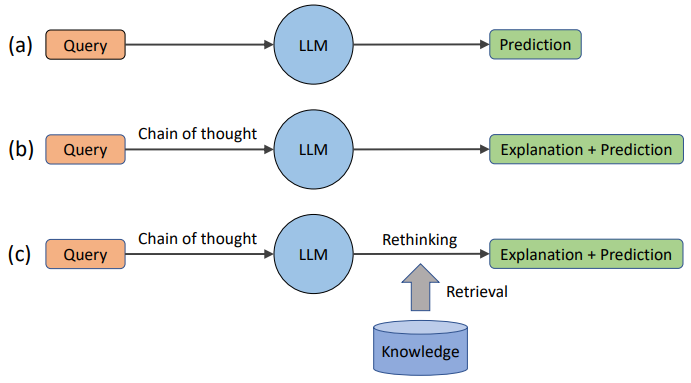 (a) Query LLM Prediction
(b) Query Chain of thought LLM Explanation + Prediction
(c) Query Chain of thought LLM Rethinking Explanation + Prediction
Retrieval
Knowledge